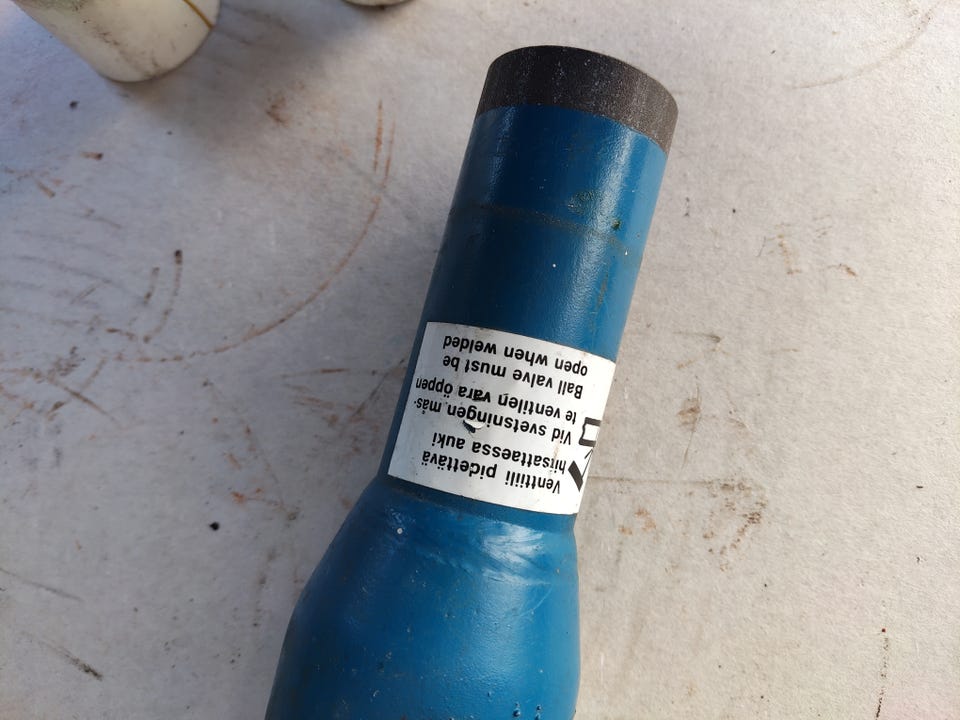 Venttiili pidettävä
hitsattaessa auki
Vid svetsningen mås-
te ventilen vara öppen
Ball valve must be
open when welded